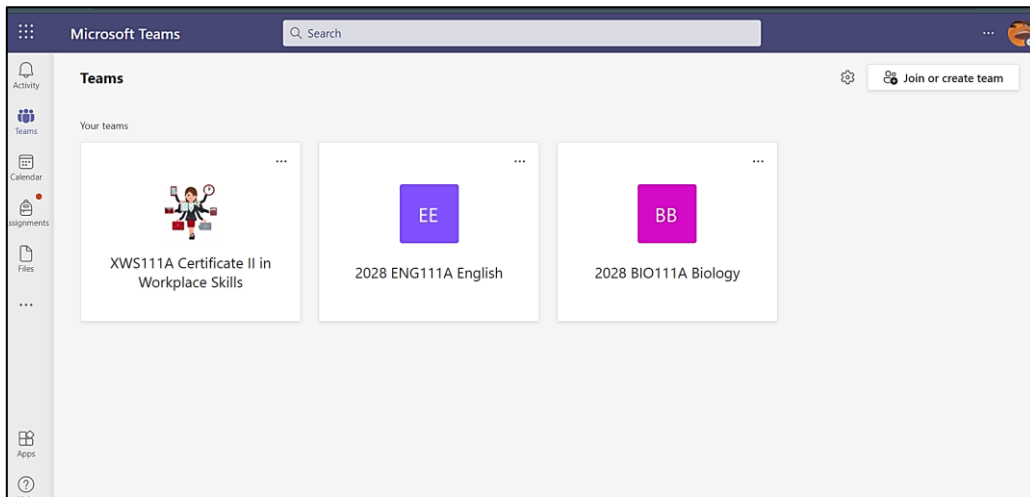 Microsoft Teams
Search
...
Activity
Teams
Calendar
ssignments
Files
...
Apps
Teams
Join or create team
Your teams
...
XWS111A Certificate II in
Workplace Skills
...
EE
2028 ENG111A English
...
BB
2028 BIO111A Biology